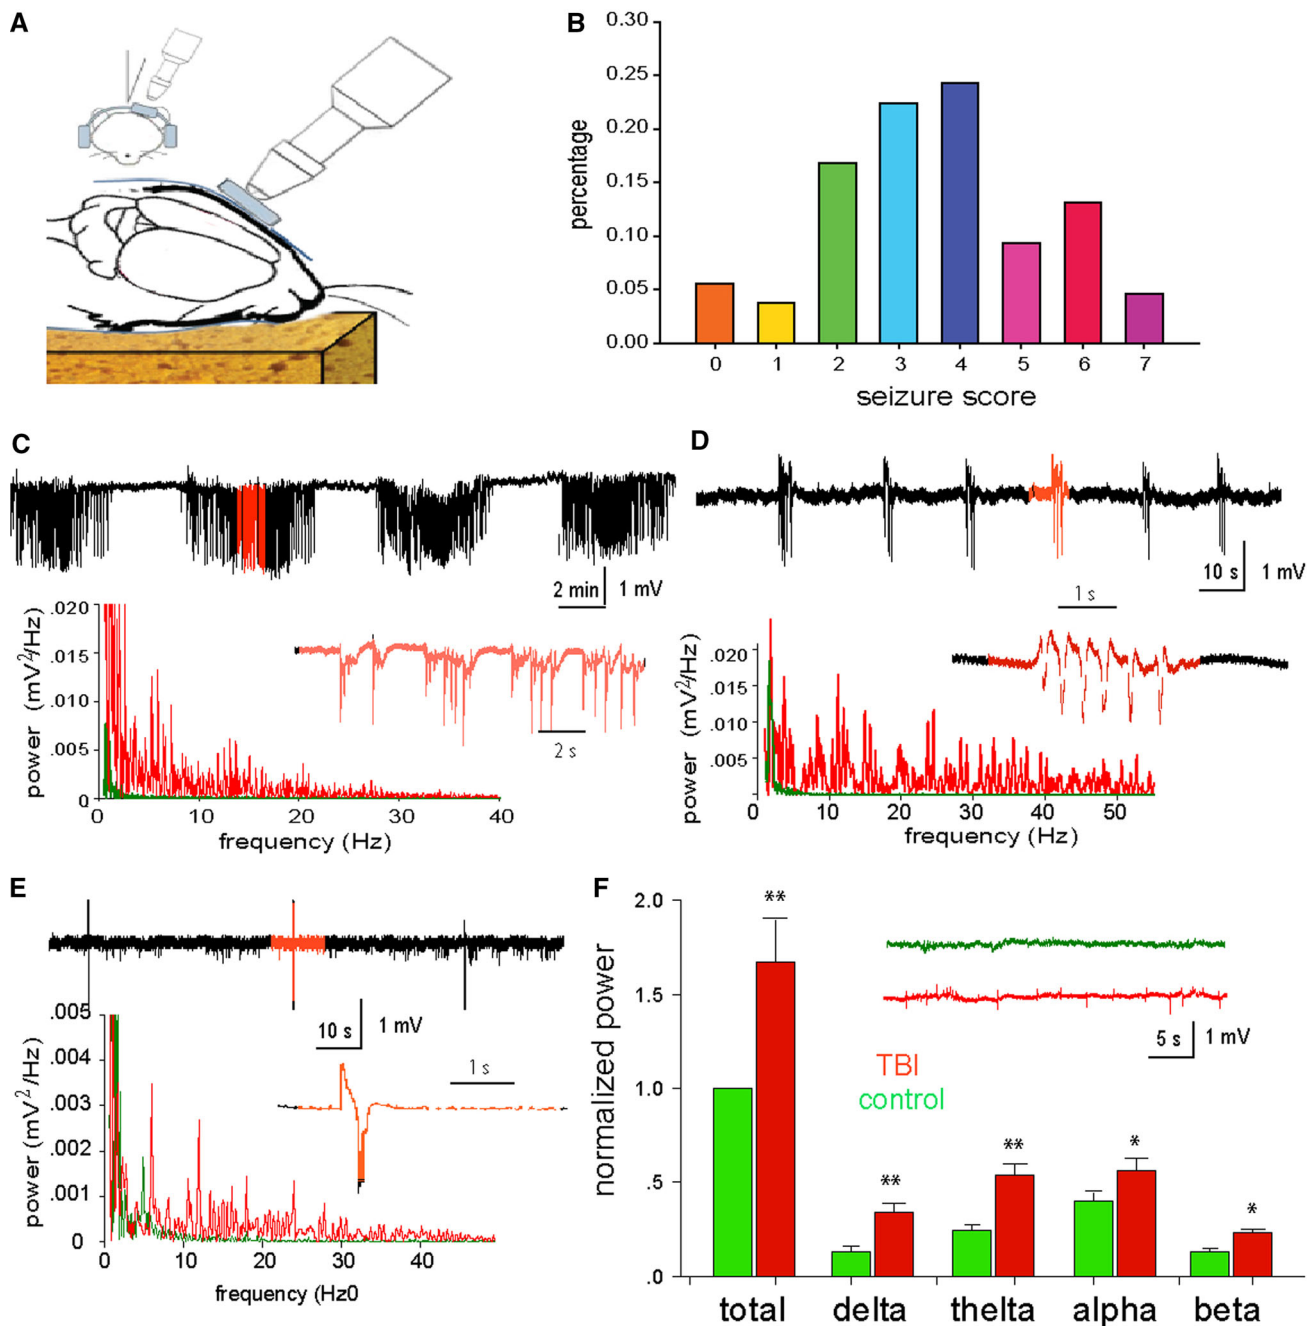 A
B
0.30
0.25
0.20
0.15
0.10
0.05
0.00
percentage
0 1 2 3 4 5 6 7
seizure score
C
2 min 1 mV
.020
.015
.010
.005
0
power (mV²/Hz)
2 s
0 10 20 30 40
frequency (Hz)
D
10 s 1 mV
1 s
.020
.015
.010
.005
power (mV²/Hz)
0 10 20 30 40 50
frequency (Hz)
E
10 s 1 mV
1 s
.005
.004
.003
.002
.001
0
power (mV²/Hz)
0 10 20 30 40
frequency (Hz0
F
2.0
1.5
1.0
.5
.0
normalized power
**
5 s 1 mV
TBI
control
** ** * *
total delta thelta alpha beta